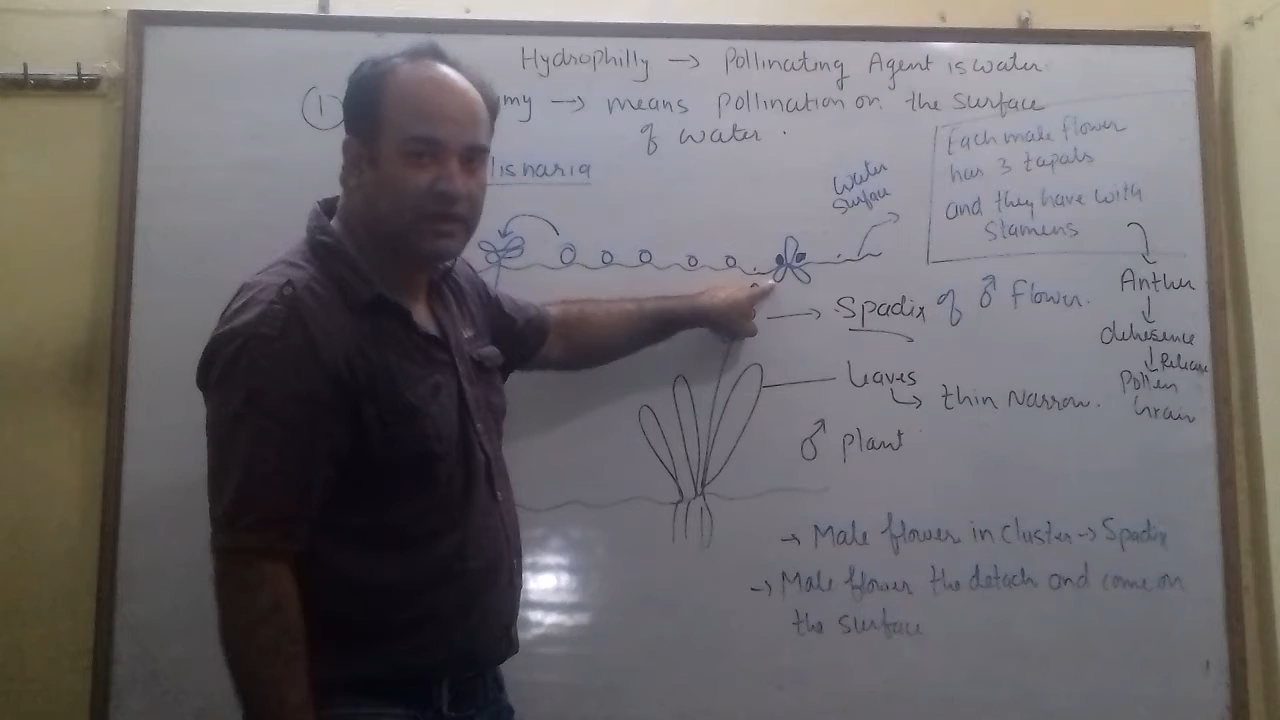 Hydrophilly → Pollinating Agent is water.
① my → means pollination on the surface
of water.
lisnaria
water
surface
Each male flower
has 3 tapals
and they have with
stamens
Anther
↓
dehesence
↓ Release
Pollen
Grain
→ Spadix of ♂ flower.
leaves
↳ thin Narrow.
♂ plant
→ Male flower in cluster → Spadix
→ Male flower the detach and come on
the surface